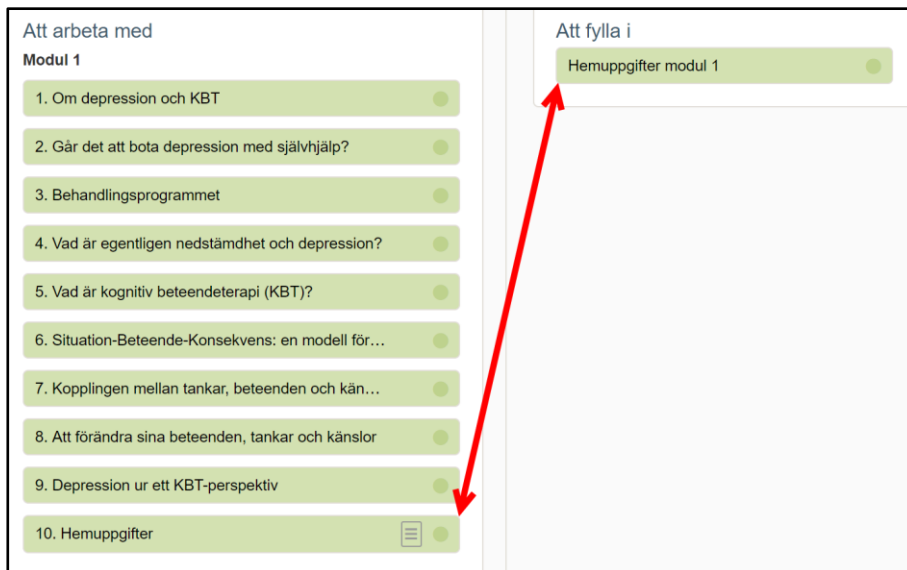 Att arbeta med
Modul 1
1. Om depression och KBT
2. Går det att bota depression med självhjälp?
3. Behandlingsprogrammet
4. Vad är egentligen nedstämdhet och depression?
5. Vad är kognitiv beteendeterapi (KBT)?
6. Situation-Beteende-Konsekvens: en modell för…
7. Kopplingen mellan tankar, beteenden och kän…
8. Att förändra sina beteenden, tankar och känslor
9. Depression ur ett KBT-perspektiv
10. Hemuppgifter
Att fylla i
Hemuppgifter modul 1